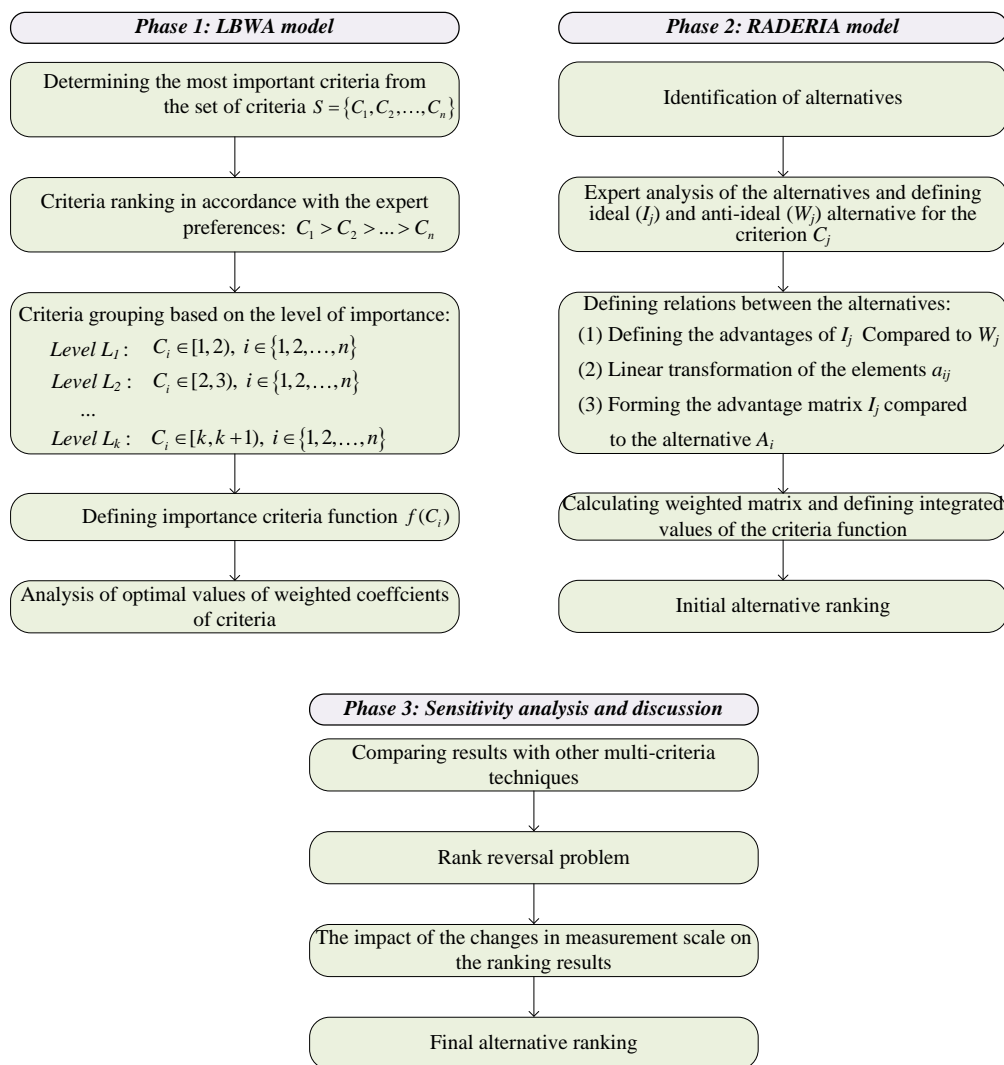 Phase 1: LBWA model
Determining the most important criteria from
the set of criteria S = {C₁, C₂, …, Cₙ}
Criteria ranking in accordance with the expert
preferences: C₁ > C₂ > ... > Cₙ
Criteria grouping based on the level of importance:
Level L₁ : Cᵢ ∈ [1, 2), i ∈ {1, 2, …, n}
Level L₂ : Cᵢ ∈ [2, 3), i ∈ {1, 2, …, n}
...
Level Lₖ : Cᵢ ∈ [k, k + 1), i ∈ {1, 2, …, n}
Defining importance criteria function f(Cᵢ)
Analysis of optimal values of weighted coeffcients
of criteria
Phase 2: RADERIA model
Identification of alternatives
Expert analysis of the alternatives and defining
ideal (Iⱼ) and anti-ideal (Wⱼ) alternative for the
criterion Cⱼ
Defining relations between the alternatives:
(1) Defining the advantages of Iⱼ Compared to Wⱼ
(2) Linear transformation of the elements aᵢⱼ
(3) Forming the advantage matrix Iⱼ compared
to the alternative Aᵢ
Calculating weighted matrix and defining integrated
values of the criteria function
Initial alternative ranking
Phase 3: Sensitivity analysis and discussion
Comparing results with other multi-criteria
techniques
Rank reversal problem
The impact of the changes in measurement scale on
the ranking results
Final alternative ranking